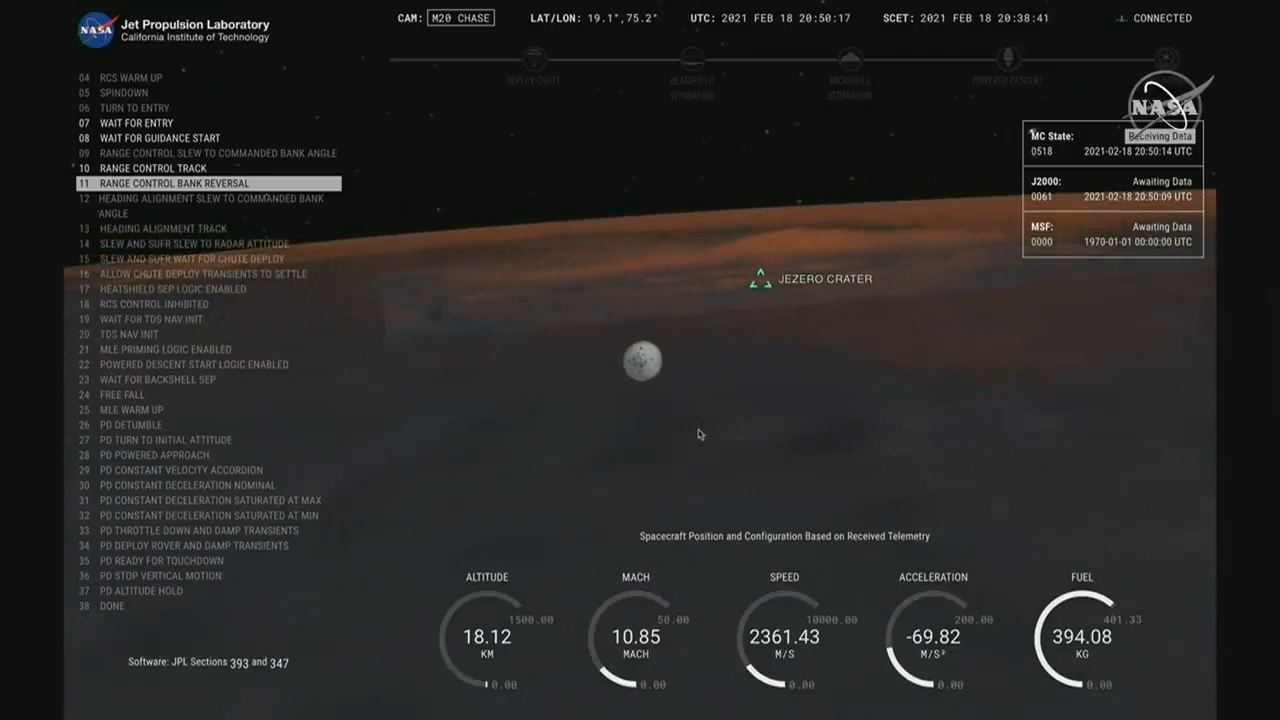 NASA
Jet Propulsion Laboratory
California Institute of Technology
CAM: M20 CHASE
LAT/LON: 19.1°,75.2°
UTC: 2021 FEB 18 20:50:17
SCET: 2021 FEB 18 20:38:41
CONNECTED
DEPLOY CHUTE
HEATSHIELD
SEPARATION
BACKSHELL
SEPARATION
POWERED DESCENT
NASA
04 RCS WARM UP
05 SPINDOWN
06 TURN TO ENTRY
07 WAIT FOR ENTRY
08 WAIT FOR GUIDANCE START
09 RANGE CONTROL SLEW TO COMMANDED BANK ANGLE
10 RANGE CONTROL TRACK
11 RANGE CONTROL BANK REVERSAL
12 HEADING ALIGNMENT SLEW TO COMMANDED BANK
ANGLE
13 HEADING ALIGNMENT TRACK
14 SLEW AND SUFR SLEW TO RADAR ATTITUDE
15 SLEW AND SUFR WAIT FOR CHUTE DEPLOY
16 ALLOW CHUTE DEPLOY TRANSIENTS TO SETTLE
17 HEATSHIELD SEP LOGIC ENABLED
18 RCS CONTROL INHIBITED
19 WAIT FOR TDS NAV INIT
20 TDS NAV INIT
21 MLE PRIMING LOGIC ENABLED
22 POWERED DESCENT START LOGIC ENABLED
23 WAIT FOR BACKSHELL SEP
24 FREE FALL
25 MLE WARM UP
26 PD DETUMBLE
27 PD TURN TO INITIAL ATTITUDE
28 PD POWERED APPROACH
29 PD CONSTANT VELOCITY ACCORDION
30 PD CONSTANT DECELERATION NOMINAL
31 PD CONSTANT DECELERATION SATURATED AT MAX
32 PD CONSTANT DECELERATION SATURATED AT MIN
33 PD THROTTLE DOWN AND DAMP TRANSIENTS
34 PD DEPLOY ROVER AND DAMP TRANSIENTS
35 PD READY FOR TOUCHDOWN
36 PD STOP VERTICAL MOTION
37 PD ALTITUDE HOLD
38 DONE
Software: JPL Sections 393 and 347
MC State: Receiving Data
0518 2021-02-18 20:50:14 UTC
J2000: Awaiting Data
0061 2021-02-18 20:50:09 UTC
MSF: Awaiting Data
0000 1970-01-01 00:00:00 UTC
JEZERO CRATER
Spacecraft Position and Configuration Based on Received Telemetry
ALTITUDE
1500.00
18.12
KM
0.00
MACH
50.00
10.85
MACH
0.00
SPEED
10000.00
2361.43
M/S
0.00
ACCELERATION
200.00
-69.82
M/S²
0.00
FUEL
401.33
394.08
KG
0.00